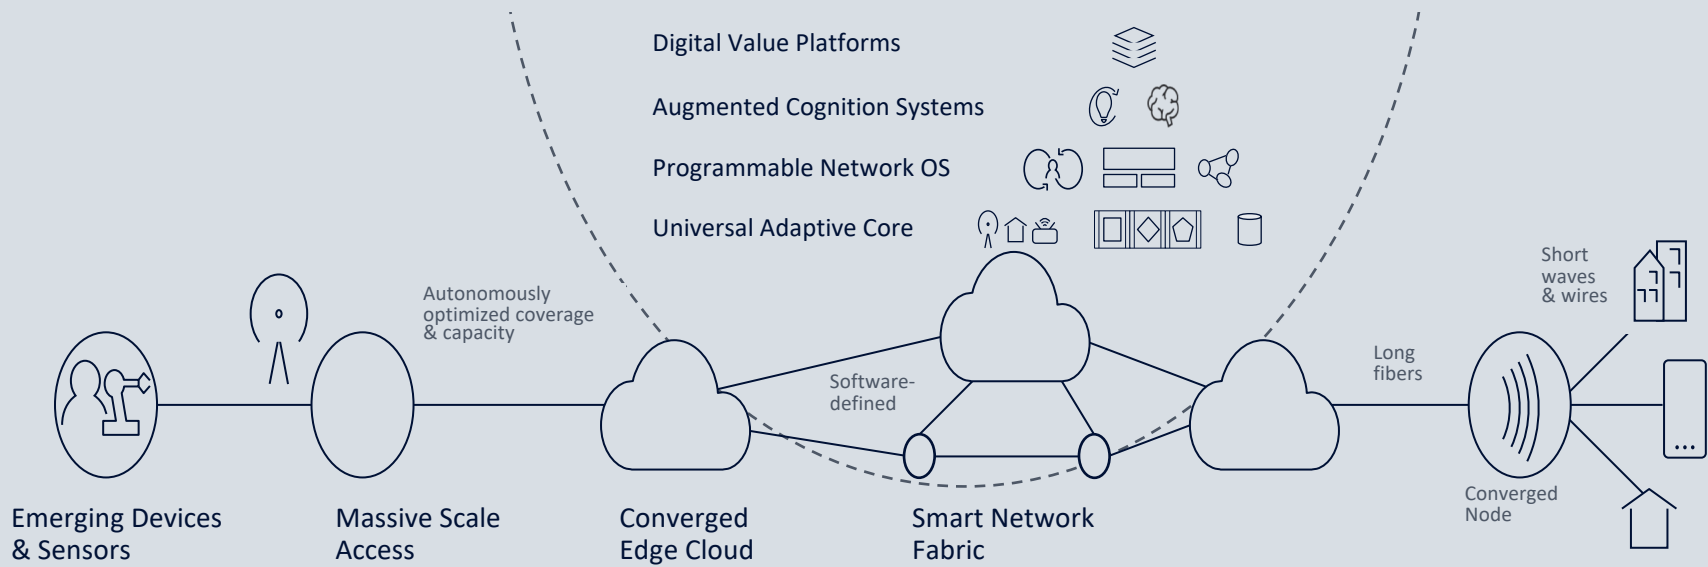 Digital Value Platforms
Augmented Cognition Systems
Programmable Network OS
Universal Adaptive Core
Autonomously
optimized coverage
& capacity
Software-
defined
Long
fibers
Short
waves
& wires
Converged
Node
Emerging Devices
& Sensors
Massive Scale
Access
Converged
Edge Cloud
Smart Network
Fabric